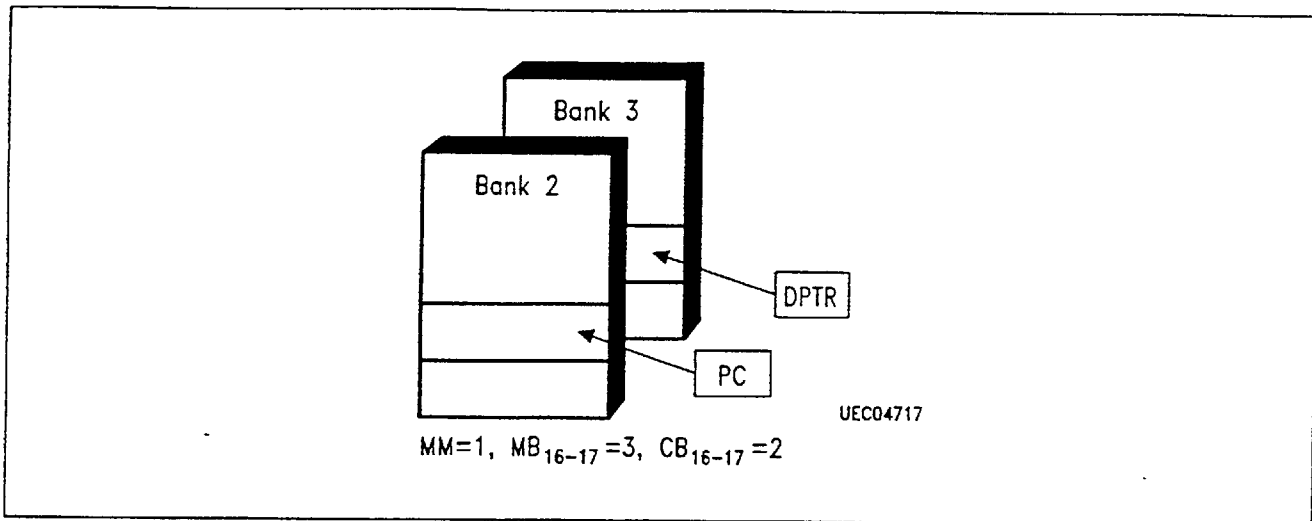 Bank 3
Bank 2
DPTR
PC
UEC04717
MM=1, MB16-17=3, CB16-17=2